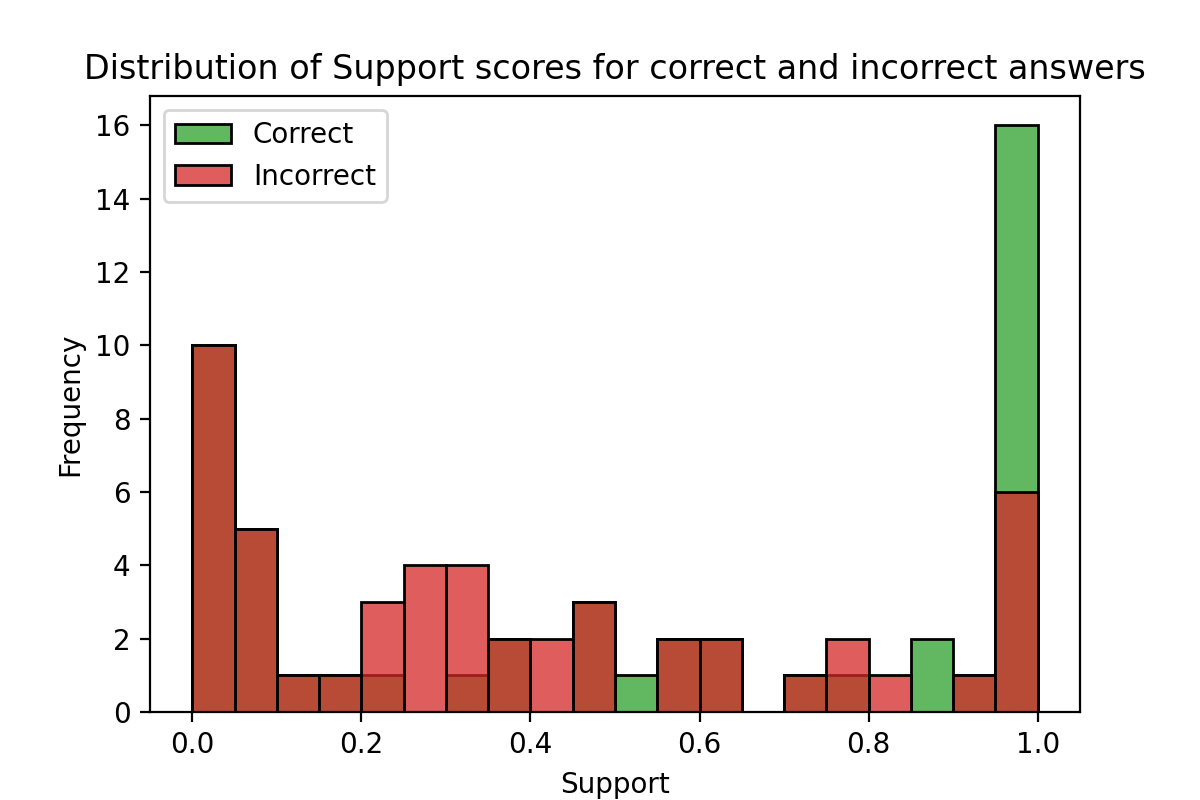 Distribution of Support scores for correct and incorrect answers
Correct
Incorrect
16
14
12
10
8
6
4
2
0
Frequency
0.0 0.2 0.4 0.6 0.8 1.0
Support